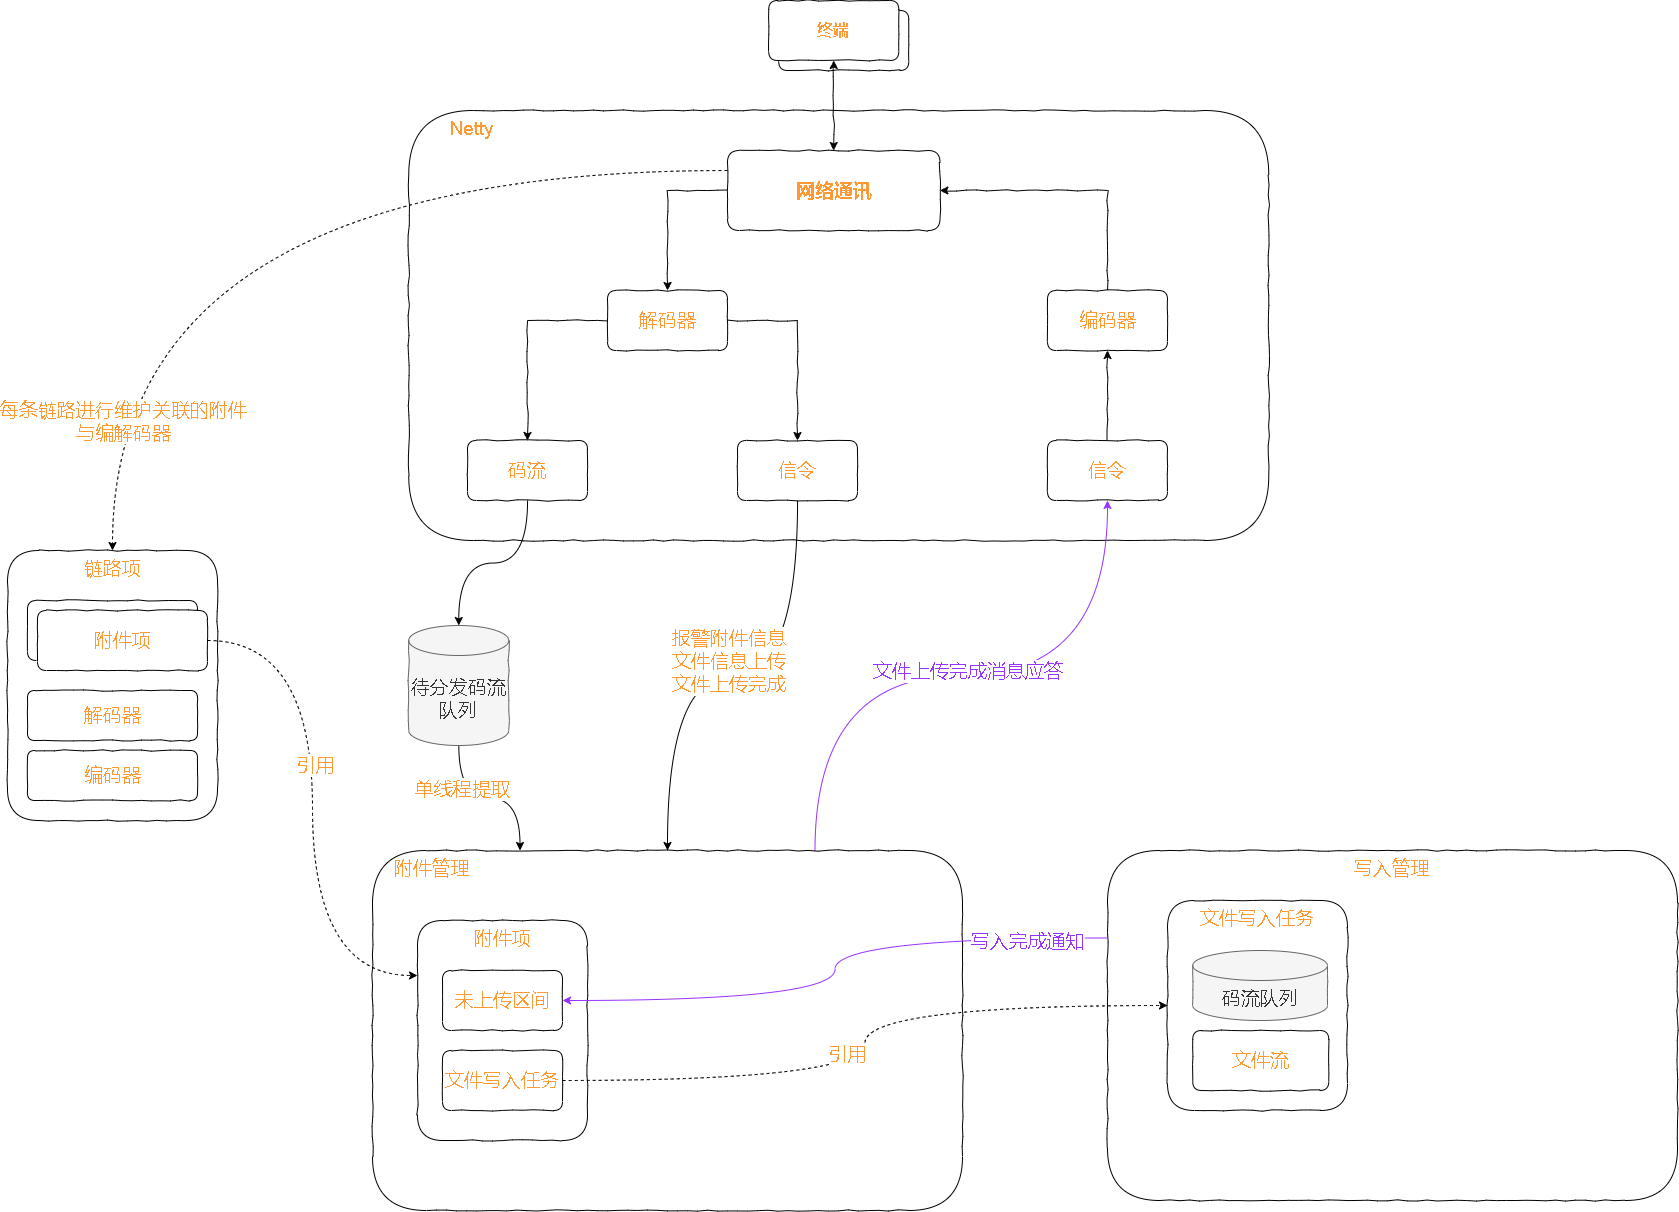 终端
Netty
网络通讯
解码器
编码器
每条链路进行维护关联的附件
与编解码器
码流
信令
信令
链路项
附件项
解码器
编码器
报警附件信息
文件信息上传
文件上传完成
文件上传完成消息应答
待分发码流
队列
引用
单线程提取
附件管理
附件项
未上传区间
文件写入任务
写入完成通知
引用
写入管理
文件写入任务
码流队列
文件流